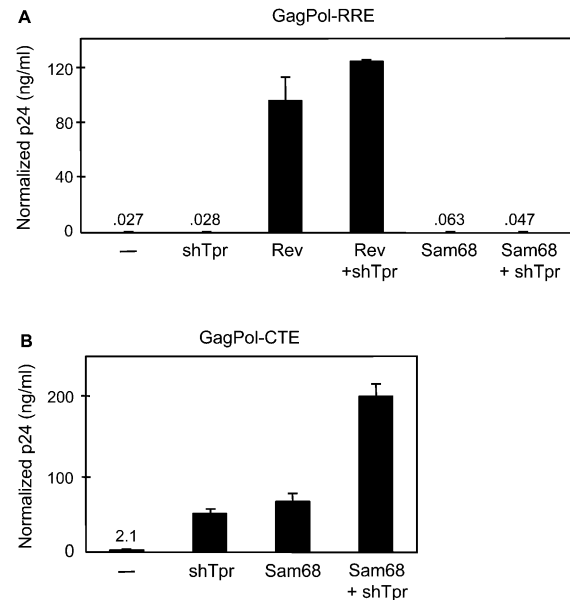 A
GagPol-RRE
Normalized p24 (ng/ml)
120
80
40
0
.027
.028
.063
.047
—
shTpr
Rev
Rev
+shTpr
Sam68
Sam68
+ shTpr
B
GagPol-CTE
Normalized p24 (ng/ml)
200
100
0
2.1
—
shTpr
Sam68
Sam68
+ shTpr